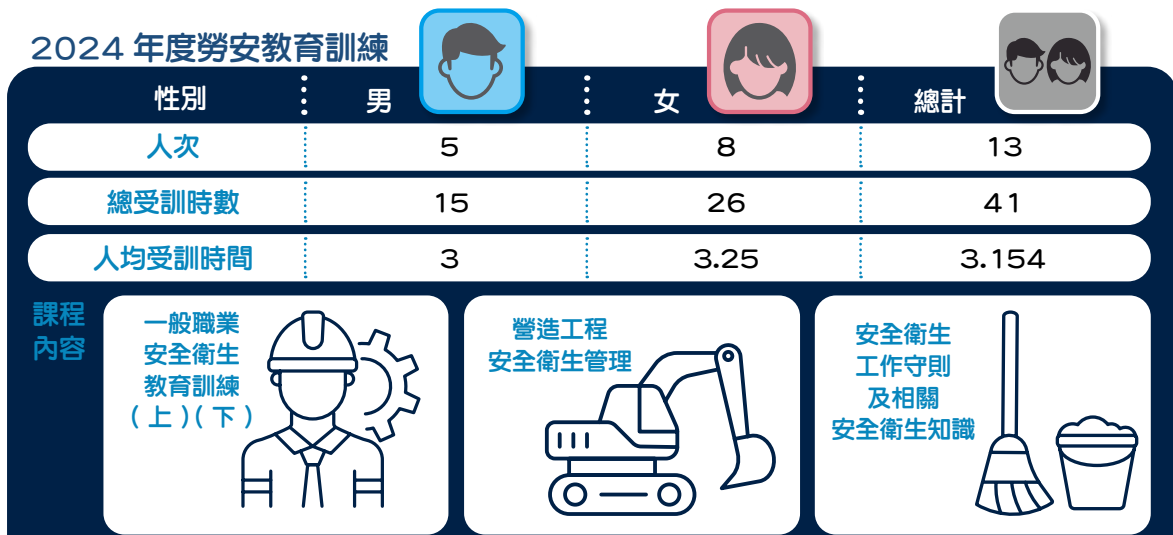 2024 年度勞安教育訓練
性別 男 女 總計
人次 5 8 13
總受訓時數 15 26 41
人均受訓時間 3 3.25 3.154
課程
內容
一般職業
安全衛生
教育訓練
(上)(下)
營造工程
安全衛生管理
安全衛生
工作守則
及相關
安全衛生知識